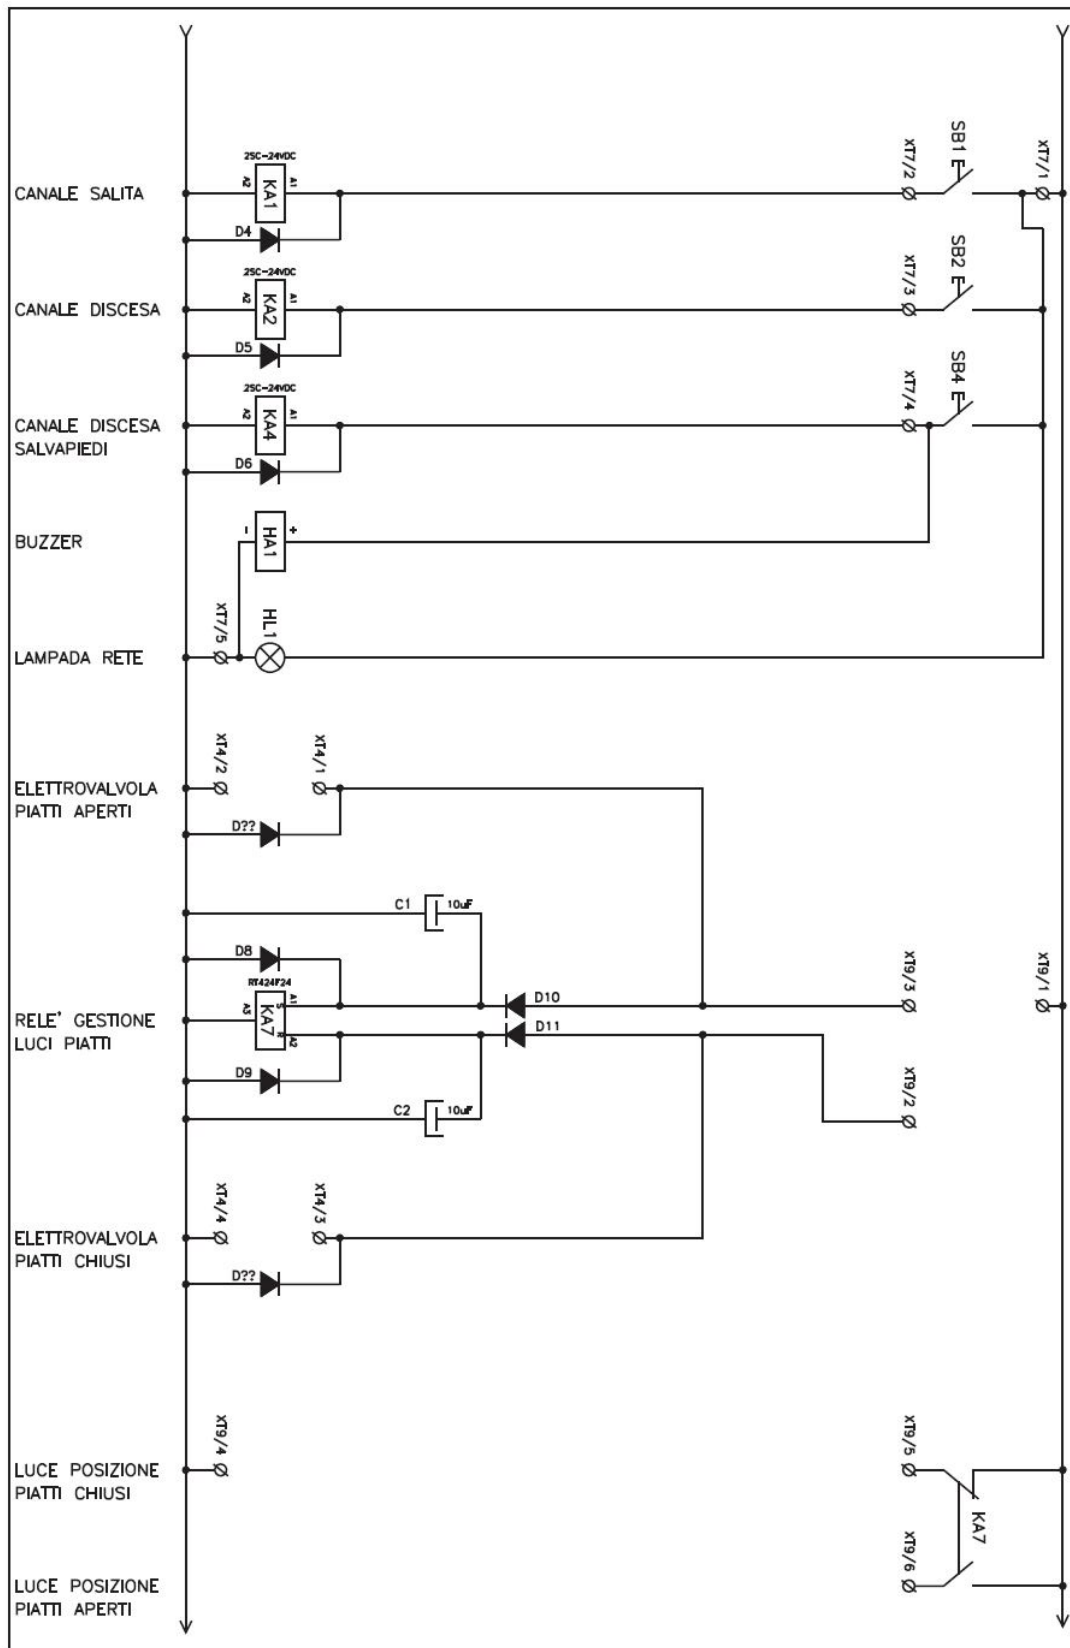 2SC-24VDC
CANALE SALITA
A2 KA1 A1
XT7/2
SB1
XT7/1
D4
2SC-24VDC
CANALE DISCESA
A2 KA2 A1
XT7/3
SB2
D5
2SC-24VDC
CANALE DISCESA
SALVAPIEDI
A2 KA4 A1
XT7/4
SB4
D6
BUZZER
- HA1 +
LAMPADA RETE
XT7/5
HL1
ELETTROVALVOLA
PIATTI APERTI
XT4/2
XT4/1
D??
C1 10uF
D8
RT424F24
RELE' GESTIONE
LUCI PIATTI
A3 KA7 A1 S
R A2
D10
D11
XT9/3
XT9/1
D9
XT9/2
C2 10uF
ELETTROVALVOLA
PIATTI CHIUSI
XT4/4
XT4/3
D??
LUCE POSIZIONE
PIATTI CHIUSI
XT9/4
XT9/5
KA7
LUCE POSIZIONE
PIATTI APERTI
XT9/6